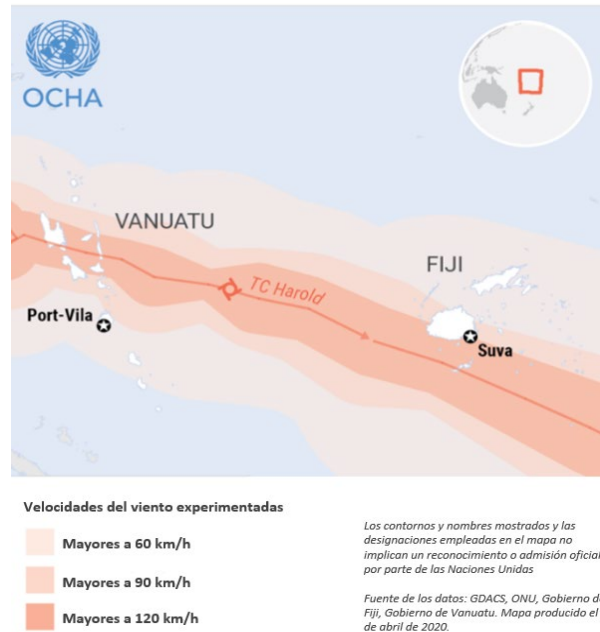 OCHA
VANUATU
FIJI
TC Harold
Port-Vila
Suva
Velocidades del viento experimentadas
Mayores a 60 km/h
Mayores a 90 km/h
Mayores a 120 km/h
Los contornos y nombres mostrados y las
designaciones empleadas en el mapa no
implican un reconocimiento o admisión oficial
por parte de las Naciones Unidas
Fuente de los datos: GDACS, ONU, Gobierno de
Fiji, Gobierno de Vanuatu. Mapa producido el
de abril de 2020.